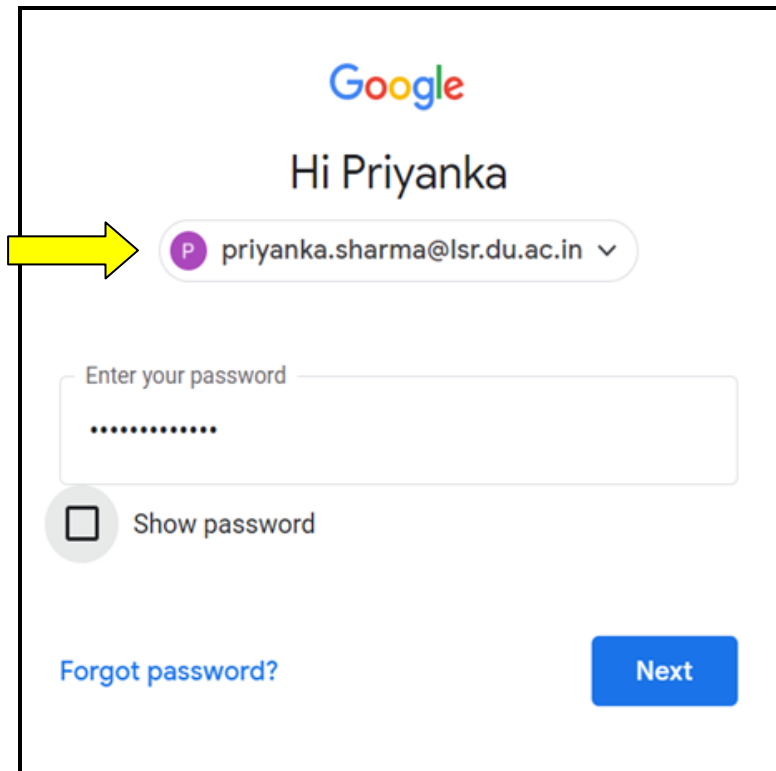 Google
Hi Priyanka
P priyanka.sharma@lsr.du.ac.in
Enter your password
•••••••••••••
Show password
Forgot password?
Next